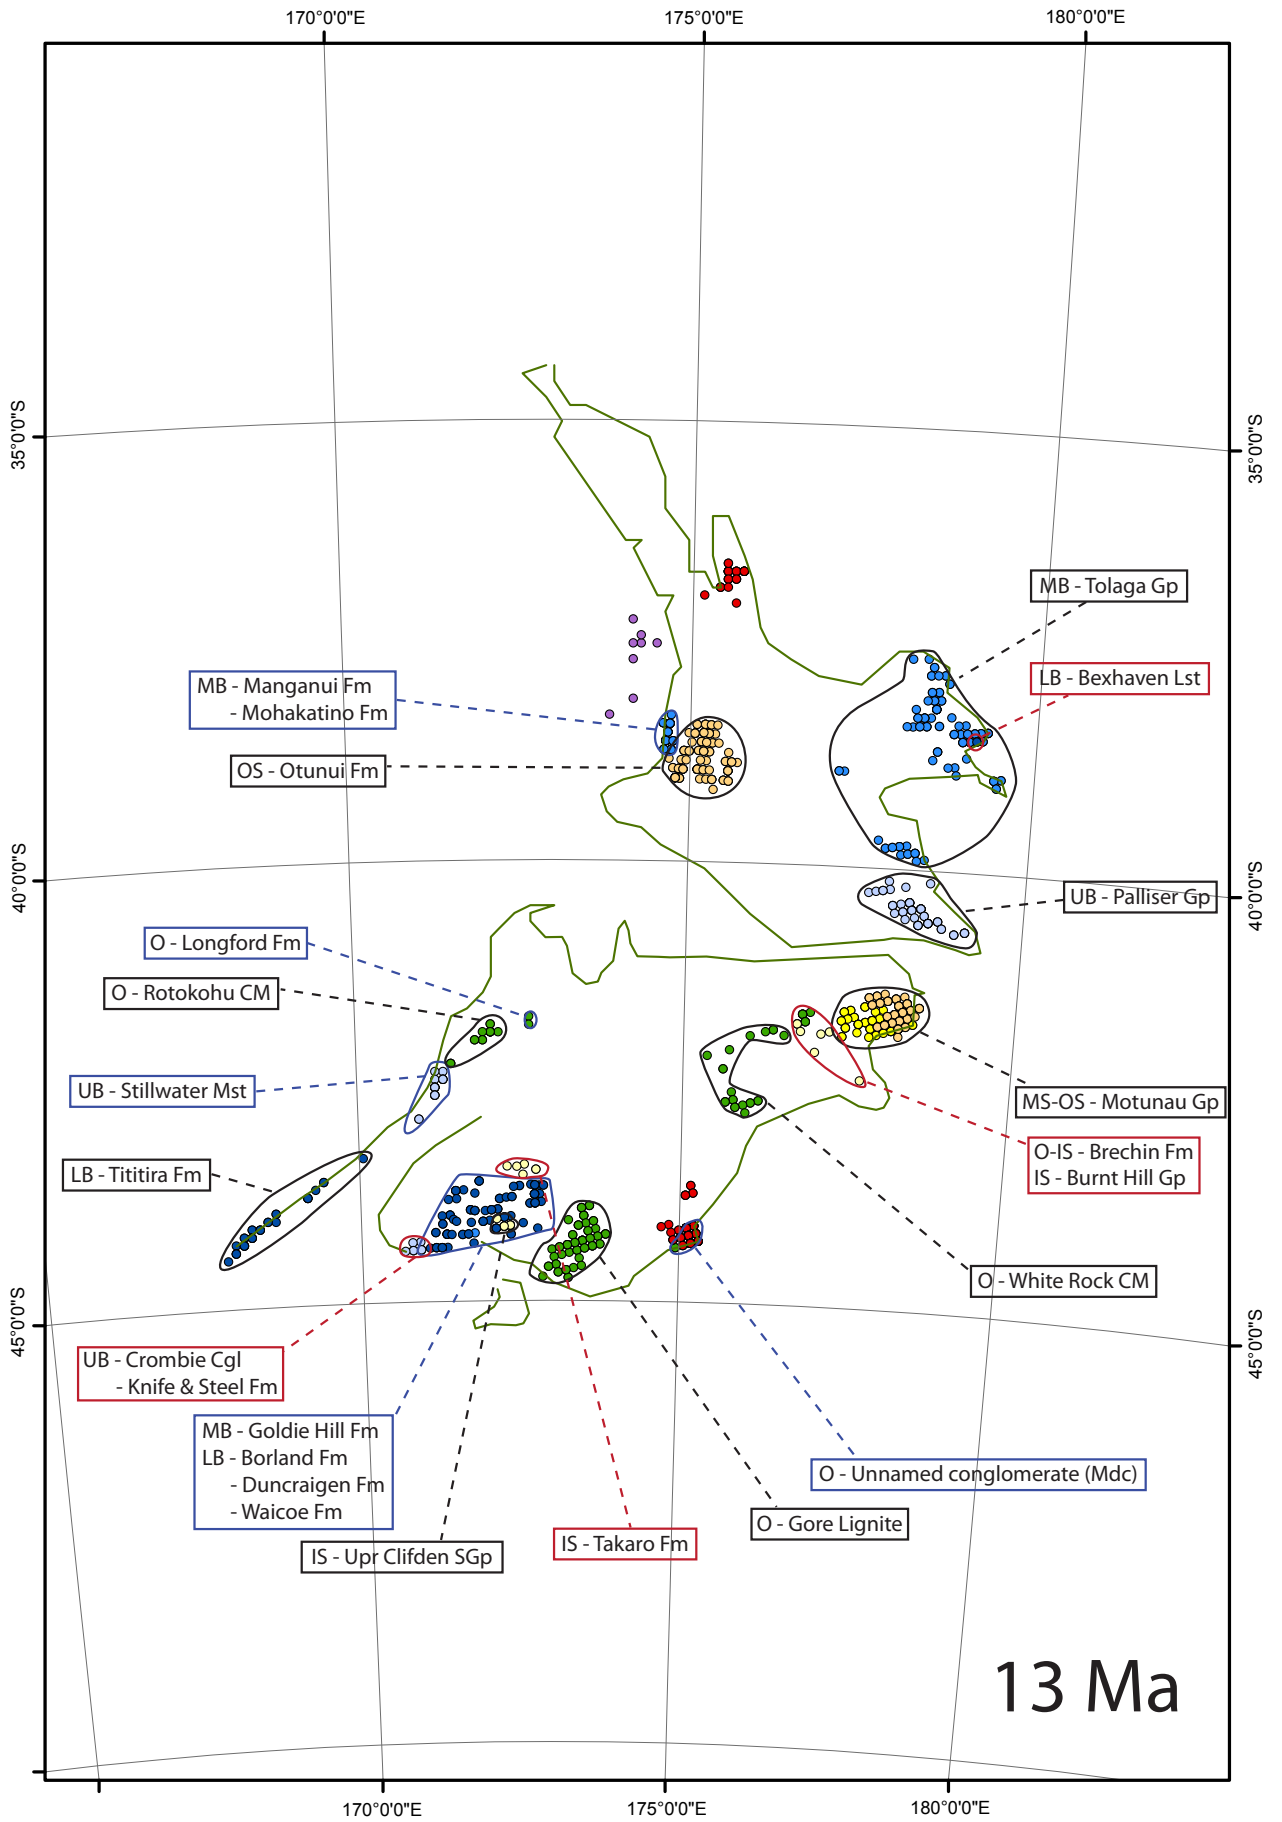 170°0'0"E
175°0'0"E
180°0'0"E
35°0'0"S
35°0'0"S
MB - Tolaga Gp
LB - Bexhaven Lst
MB - Manganui Fm
- Mohakatino Fm
OS - Otunui Fm
40°0'0"S
40°0'0"S
UB - Palliser Gp
O - Longford Fm
O - Rotokohu CM
UB - Stillwater Mst
MS-OS - Motunau Gp
O-IS - Brechin Fm
IS - Burnt Hill Gp
LB - Tititira Fm
O - White Rock CM
45°0'0"S
45°0'0"S
UB - Crombie Cgl
- Knife & Steel Fm
MB - Goldie Hill Fm
LB - Borland Fm
- Duncraigen Fm
- Waicoe Fm
O - Unnamed conglomerate (Mdc)
O - Gore Lignite
IS - Takaro Fm
IS - Upr Clifden SGp
13 Ma
170°0'0"E
175°0'0"E
180°0'0"E